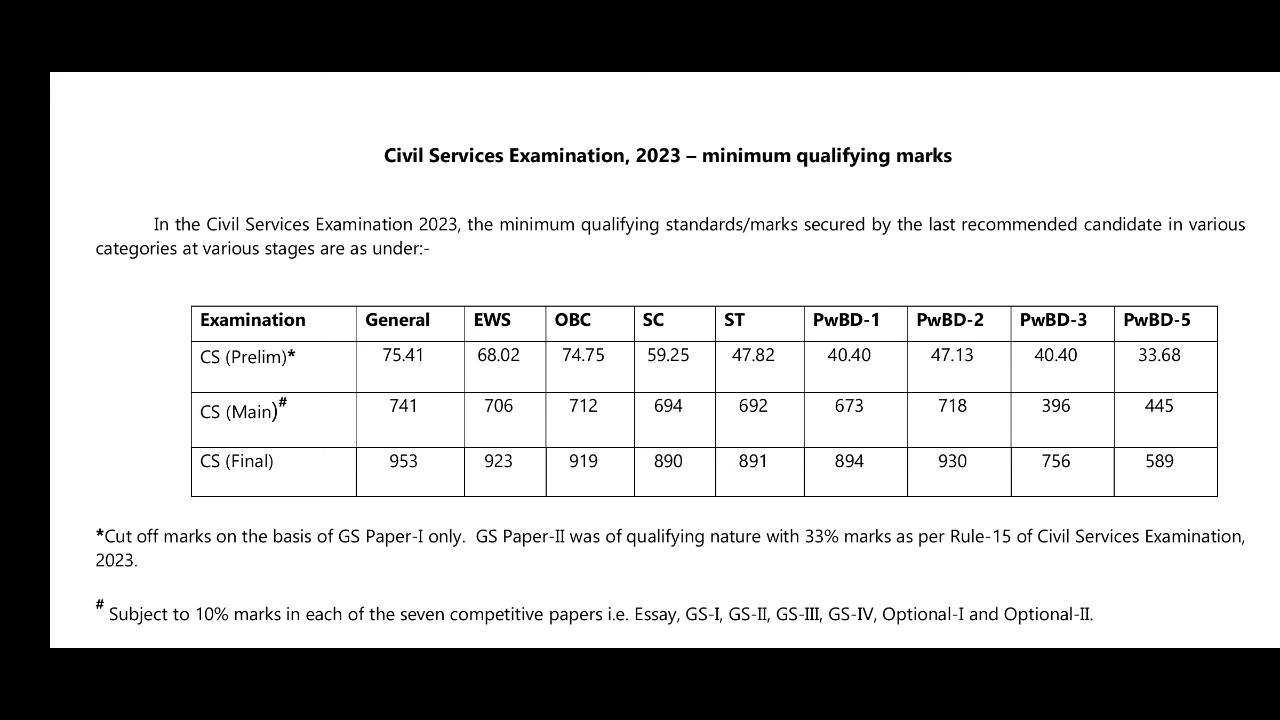 Civil Services Examination, 2023 – minimum qualifying marks
In the Civil Services Examination 2023, the minimum qualifying standards/marks secured by the last recommended candidate in various
categories at various stages are as under:-
Examination General EWS OBC SC ST PwBD-1 PwBD-2 PwBD-3 PwBD-5
CS (Prelim)* 75.41 68.02 74.75 59.25 47.82 40.40 47.13 40.40 33.68
CS (Main)# 741 706 712 694 692 673 718 396 445
CS (Final) 953 923 919 890 891 894 930 756 589
*Cut off marks on the basis of GS Paper-I only. GS Paper-II was of qualifying nature with 33% marks as per Rule-15 of Civil Services Examination,
2023.
# Subject to 10% marks in each of the seven competitive papers i.e. Essay, GS-I, GS-II, GS-III, GS-IV, Optional-I and Optional-II.